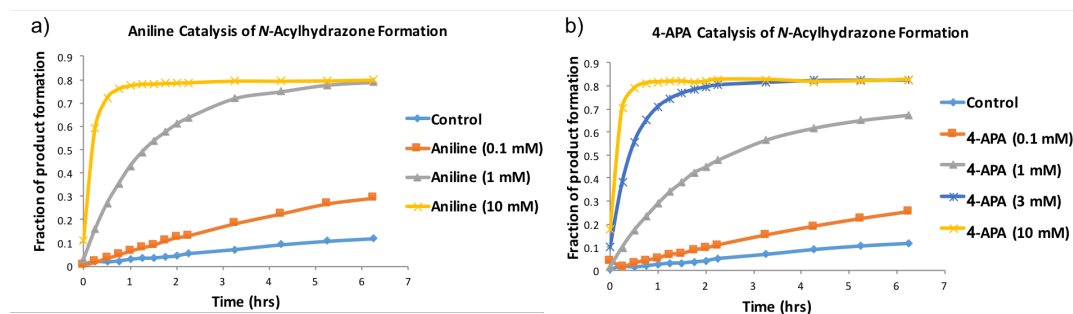 a)
Aniline Catalysis of N-Acylhydrazone Formation
Fraction of product formation
0.9
0.8
0.7
0.6
0.5
0.4
0.3
0.2
0.1
0
0 1 2 3 4 5 6 7
Time (hrs)
Control
Aniline (0.1 mM)
Aniline (1 mM)
Aniline (10 mM)
b)
4-APA Catalysis of N-Acylhydrazone Formation
Fraction of product formation
0.9
0.8
0.7
0.6
0.5
0.4
0.3
0.2
0.1
0
0 1 2 3 4 5 6 7
Time (hrs)
Control
4-APA (0.1 mM)
4-APA (1 mM)
4-APA (3 mM)
4-APA (10 mM)